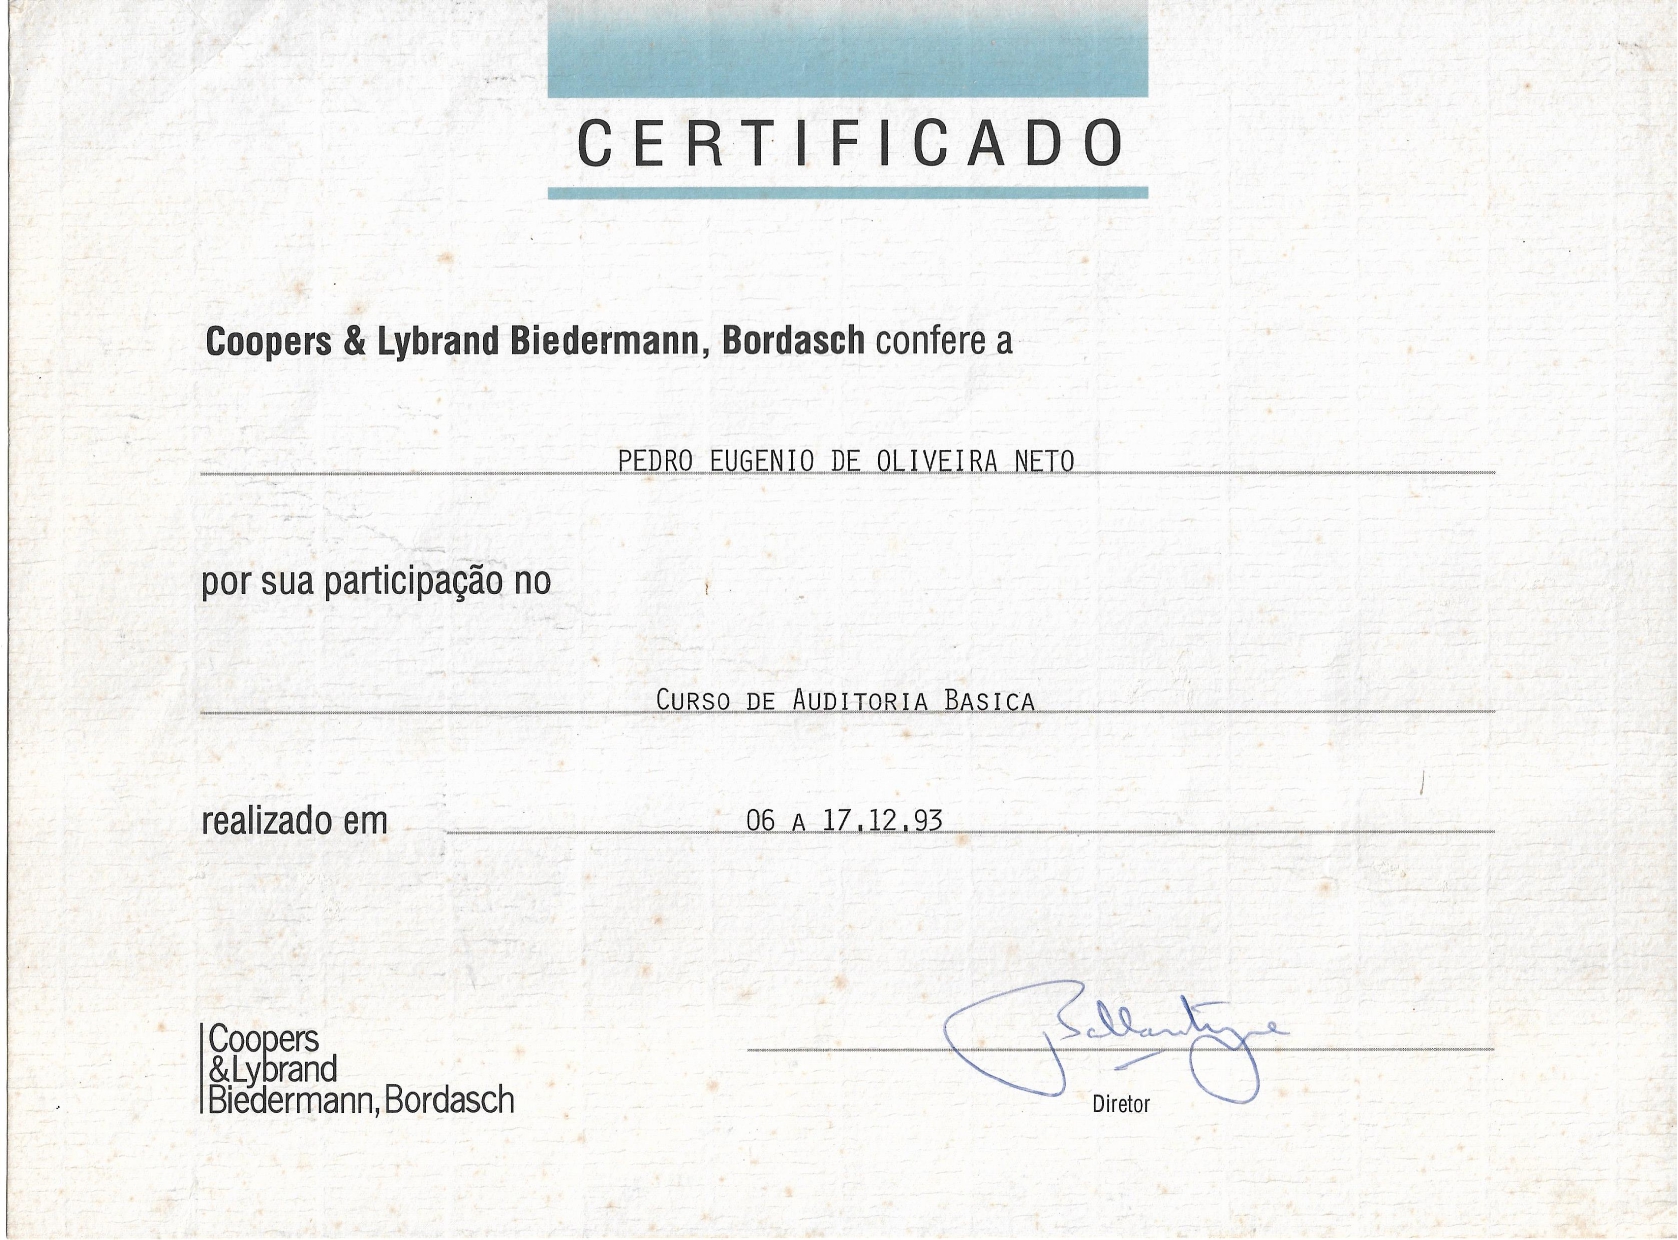 CERTIFICADO
Coopers & Lybrand Biedermann, Bordasch confere a
PEDRO EUGENIO DE OLIVEIRA NETO
por sua participação no
CURSO DE AUDITORIA BASICA
realizado em 06 A 17.12.93
Ballantyne
Coopers
&Lybrand
Biedermann, Bordasch
Diretor